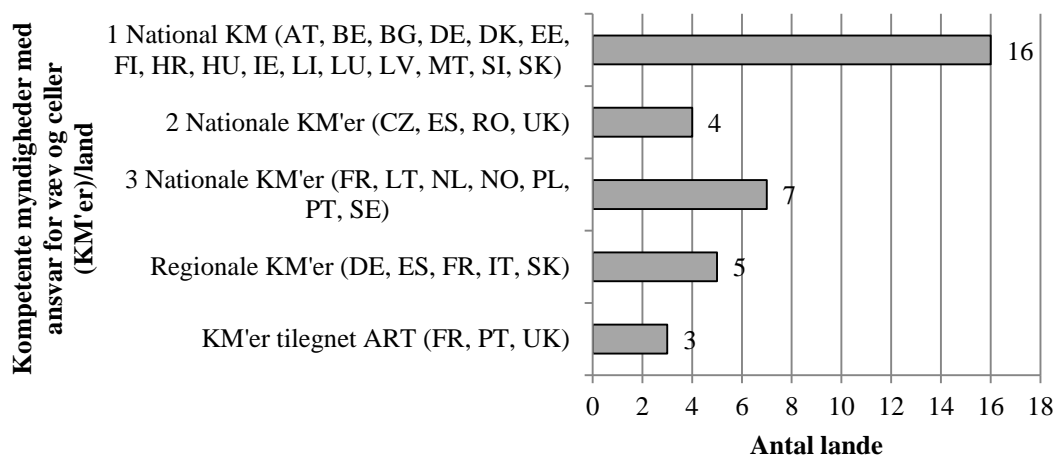 Kompetente myndigheder med
ansvar for væv og celler
(KM'er)/land
1 National KM (AT, BE, BG, DE, DK, EE,
FI, HR, HU, IE, LI, LU, LV, MT, SI, SK)
16
2 Nationale KM'er (CZ, ES, RO, UK)
4
3 Nationale KM'er (FR, LT, NL, NO, PL,
PT, SE)
7
Regionale KM'er (DE, ES, FR, IT, SK)
5
KM'er tilegnet ART (FR, PT, UK)
3
0 2 4 6 8 10 12 14 16 18
Antal lande